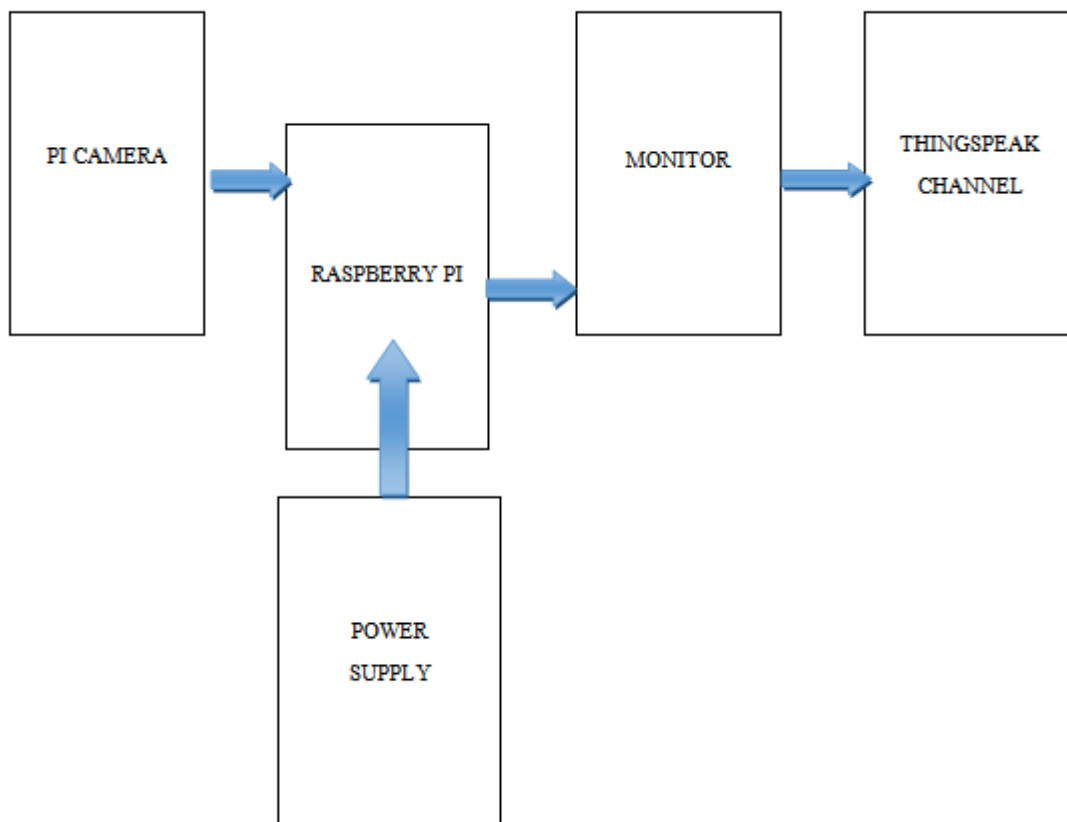 PI CAMERA
RASPBERRY PI
MONITOR
THINGSPEAK
CHANNEL
POWER
SUPPLY